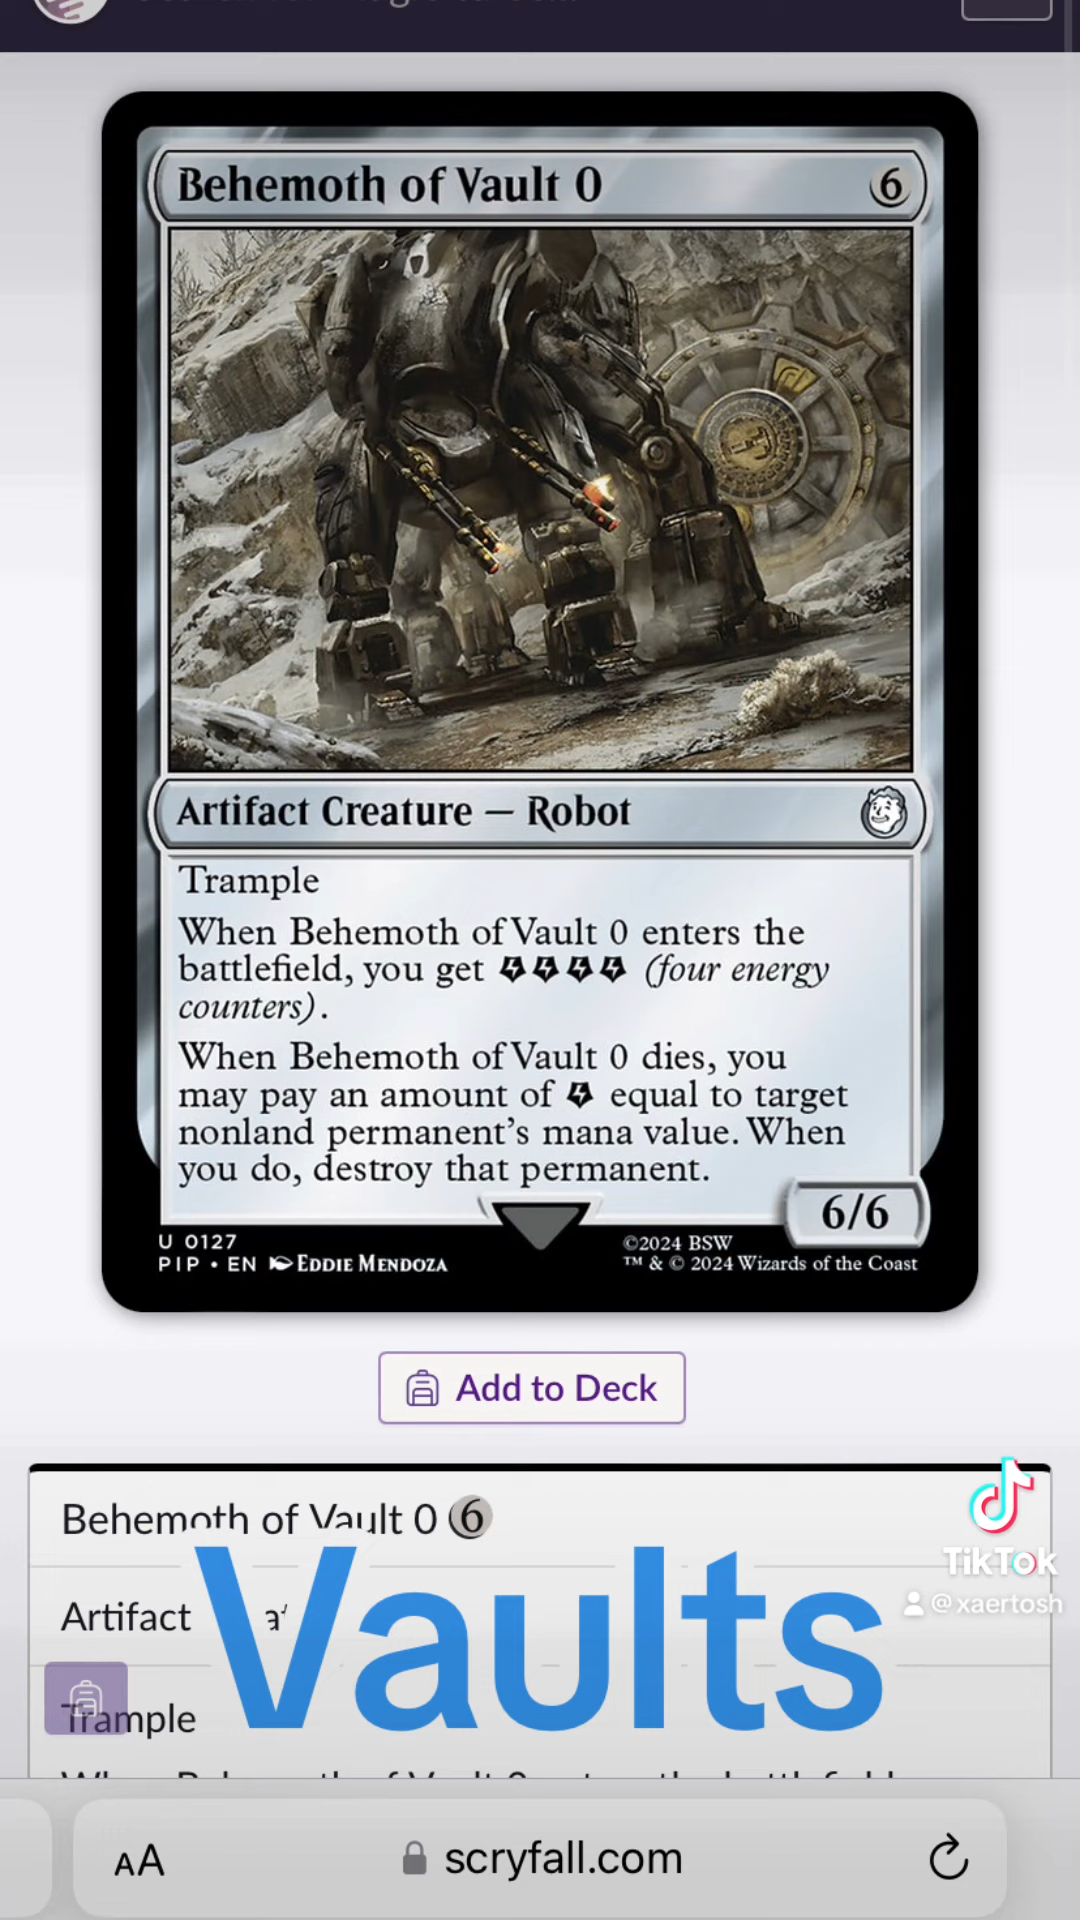 Behemoth of Vault 0 6
Artifact Creature — Robot
Trample
When Behemoth of Vault 0 enters the
battlefield, you get (four energy
counters).
When Behemoth of Vault 0 dies, you
may pay an amount of equal to target
nonland permanent's mana value. When
you do, destroy that permanent.
6/6
U 0127
PIP • EN EDDIE MENDOZA
©2024 BSW
™ & © 2024 Wizards of the Coast
Add to Deck
Behemoth of Vault 0 6
Artifact
Vaults
TikTok
@xaertosh
Trample
AA scryfall.com